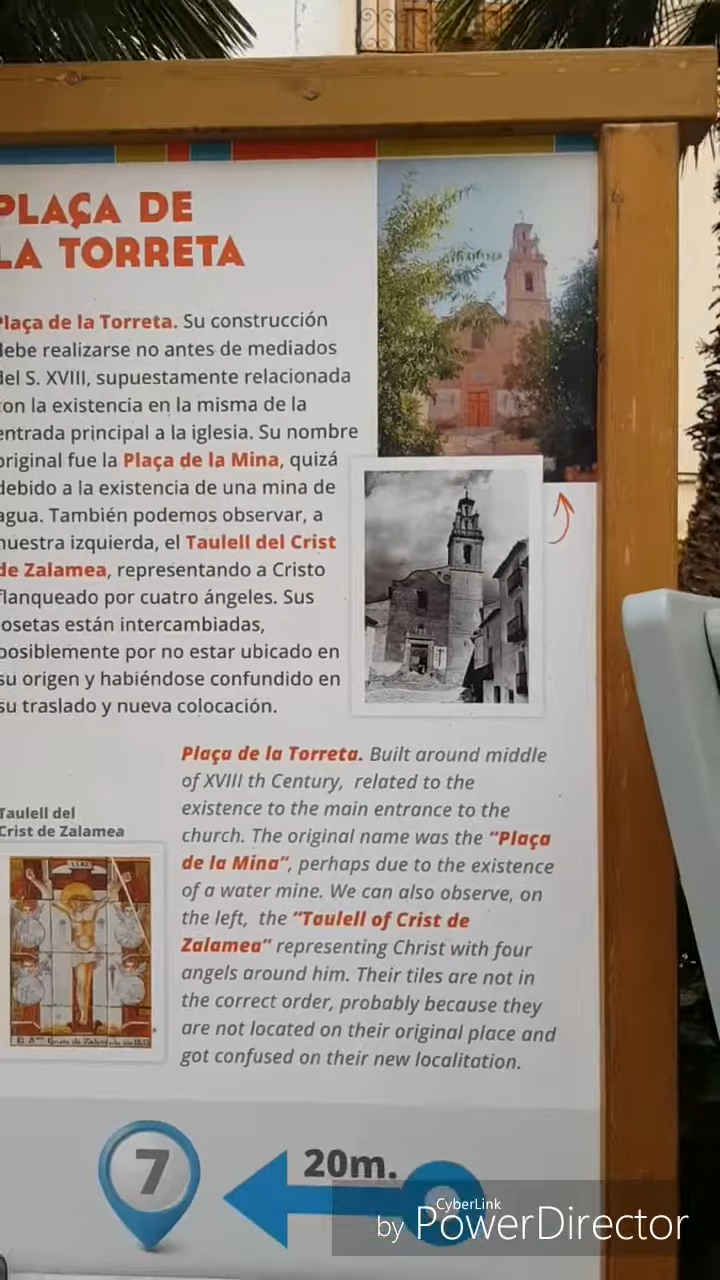 PLAÇA DE
LA TORRETA
Plaça de la Torreta. Su construcción
debe realizarse no antes de mediados
del S. XVIII, supuestamente relacionada
con la existencia en la misma de la
entrada principal a la iglesia. Su nombre
original fue la Plaça de la Mina, quizá
debido a la existencia de una mina de
agua. También podemos observar, a
nuestra izquierda, el Taulell del Crist
de Zalamea, representando a Cristo
flanqueado por cuatro ángeles. Sus
losetas están intercambiadas,
posiblemente por no estar ubicado en
su origen y habiéndose confundido en
su traslado y nueva colocación.
Plaça de la Torreta. Built around middle
of XVIII th Century, related to the
existence to the main entrance to the
church. The original name was the "Plaça
de la Mina", perhaps due to the existence
of a water mine. We can also observe, on
the left, the "Taulell of Crist de
Zalamea" representing Christ with four
angels around him. Their tiles are not in
the correct order, probably because they
are not located on their original place and
got confused on their new localitation.
Taulell del
Crist de Zalamea
7
20m.
CyberLink
by PowerDirector